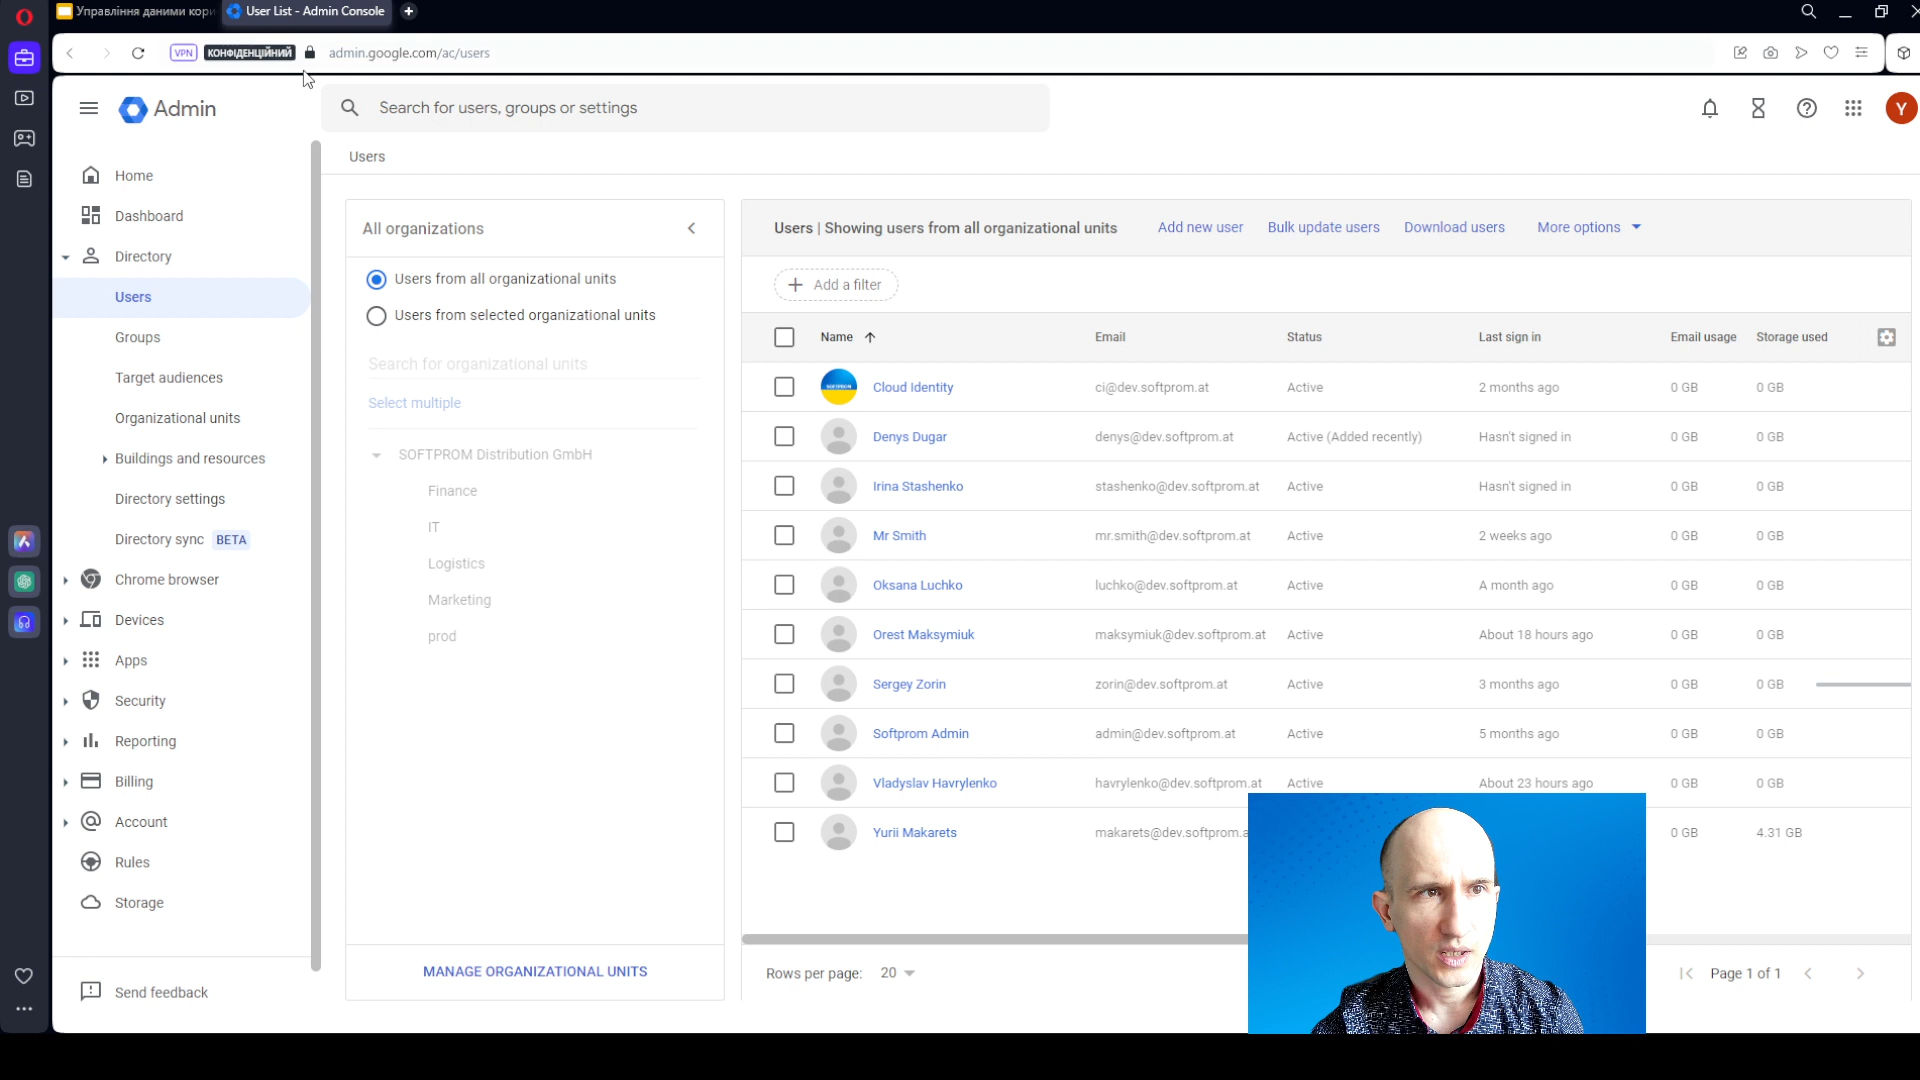 Управління даними кори
User List - Admin Console
VPN
КОНФІДЕНЦІЙНИЙ
admin.google.com/ac/users
Admin
Search for users, groups or settings
Y
Home
Dashboard
Directory
Users
Groups
Target audiences
Organizational units
Buildings and resources
Directory settings
Directory sync BETA
Chrome browser
Devices
Apps
Security
Reporting
Billing
Account
Rules
Storage
Send feedback
Users
All organizations
Users from all organizational units
Users from selected organizational units
Search for organizational units
Select multiple
SOFTPROM Distribution GmbH
Finance
IT
Logistics
Marketing
prod
MANAGE ORGANIZATIONAL UNITS
Users | Showing users from all organizational units Add new user Bulk update users Download users More options
Add a filter
Name Email Status Last sign in Email usage Storage used
SOFTPROM Cloud Identity ci@dev.softprom.at Active 2 months ago 0 GB 0 GB
Denys Dugar denys@dev.softprom.at Active (Added recently) Hasn't signed in 0 GB 0 GB
Irina Stashenko stashenko@dev.softprom.at Active Hasn't signed in 0 GB 0 GB
Mr Smith mr.smith@dev.softprom.at Active 2 weeks ago 0 GB 0 GB
Oksana Luchko luchko@dev.softprom.at Active A month ago 0 GB 0 GB
Orest Maksymiuk maksymiuk@dev.softprom.at Active About 18 hours ago 0 GB 0 GB
Sergey Zorin zorin@dev.softprom.at Active 3 months ago 0 GB 0 GB
Softprom Admin admin@dev.softprom.at Active 5 months ago 0 GB 0 GB
Vladyslav Havrylenko havrylenko@dev.softprom.at Active About 23 hours ago 0 GB 0 GB
Yurii Makarets makarets@dev.softprom.a 0 GB 4.31 GB
Rows per page: 20 Page 1 of 1